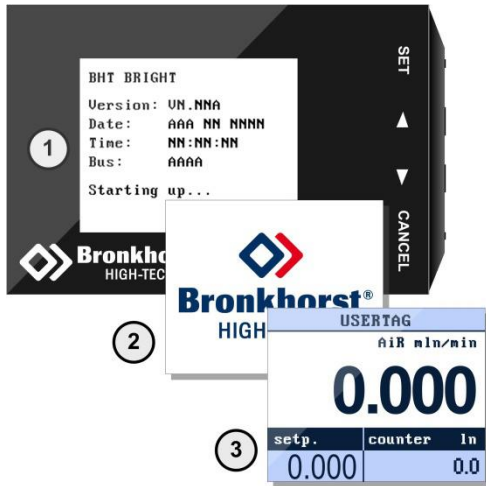 BHT BRIGHT
Version: VN.NNA
Date: AAA NN NNNN
Time: NN:NN:NN
Bus: AAAA
Starting up...
SET
CANCEL
1
HIGH-TEC
Bronkhorst®
HIGH-
2
USERTAG
AiR mln/min
0.000
setp. counter ln
0.000 0.0
3